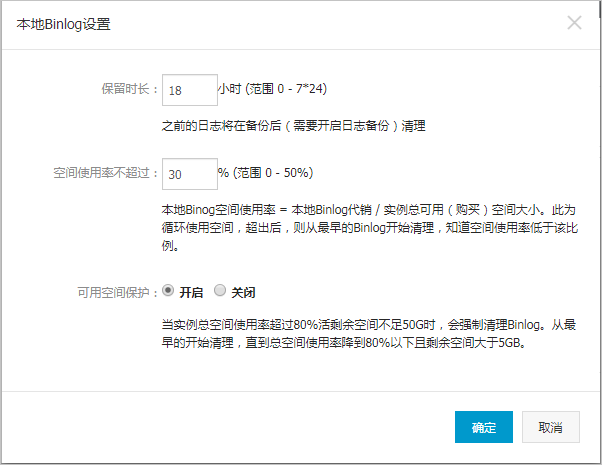 本地Binlog设置
保留时长： 18 小时 (范围 0 - 7*24)
之前的日志将在备份后（需要开启日志备份）清理
空间使用率不超过： 30 % (范围 0 - 50%)
本地Binog空间使用率 = 本地Binlog代销 / 实例总可用（购买）空间大小。此为
循环使用空间，超出后，则从最早的Binlog开始清理，知道空间使用率低于该比
例。
可用空间保护： 开启 关闭
当实例总空间使用率超过80%活剩余空间不足50G时，会强制清理Binlog。从最
早的开始清理，直到总空间使用率降到80%以下且剩余空间大于5GB。
确定 取消